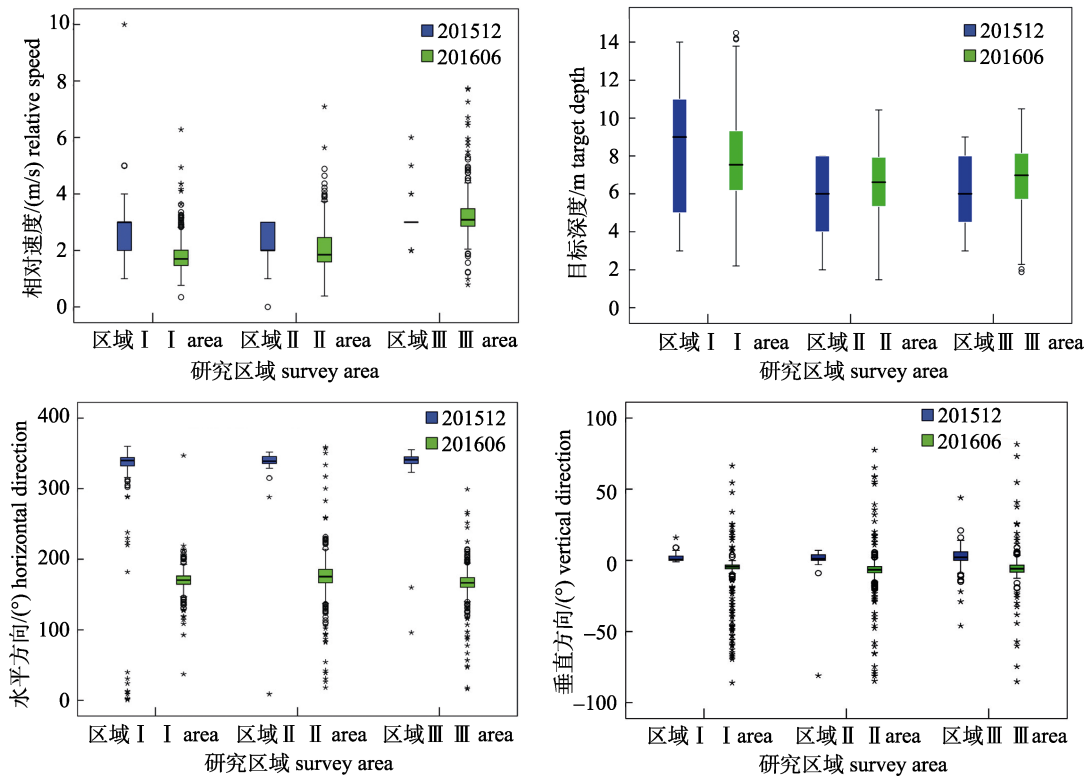 相对速度/(m/s) relative speed
10
8
6
4
2
0
201512
201606
区域Ⅰ Ⅰ area
区域Ⅱ Ⅱ area
区域Ⅲ Ⅲ area
研究区域 survey area
目标深度/m target depth
14
12
10
8
6
4
2
0
201512
201606
区域Ⅰ Ⅰ area
区域Ⅱ Ⅱ area
区域Ⅲ Ⅲ area
研究区域 survey area
水平方向/(°) horizontal direction
400
300
200
100
0
201512
201606
区域Ⅰ Ⅰ area
区域Ⅱ Ⅱ area
区域Ⅲ Ⅲ area
研究区域 survey area
垂直方向/(°) vertical direction
100
50
0
−50
−100
201512
201606
区域Ⅰ Ⅰ area
区域Ⅱ Ⅱ area
区域Ⅲ Ⅲ area
研究区域 survey area